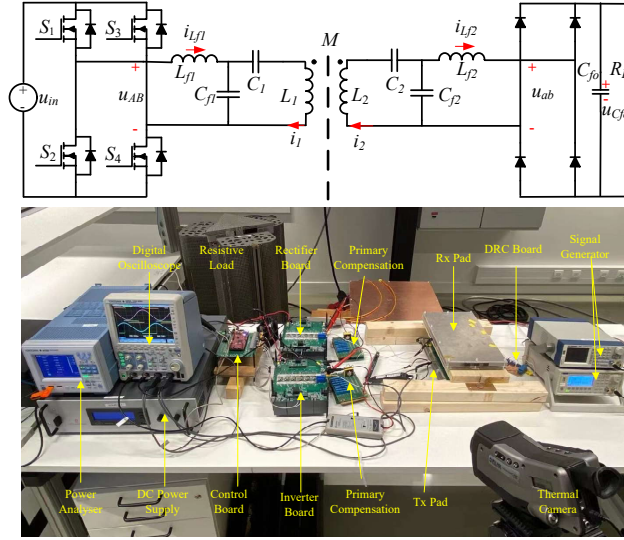 S1 S3 iLf1 M iLf2
Lf1 C1 C2 Lf2 Cfo
uin uAB Cf1 L1 L2 Cf2 uab uCfo
S2 S4 i1 i2
Digital Oscilloscope
Resistive Load
Rectifier Board
Primary Compensation
Rx Pad
DRC Board
Signal Generator
Power Analyser
DC Power Supply
Control Board
Inverter Board
Primary Compensation
Tx Pad
Thermal Camera